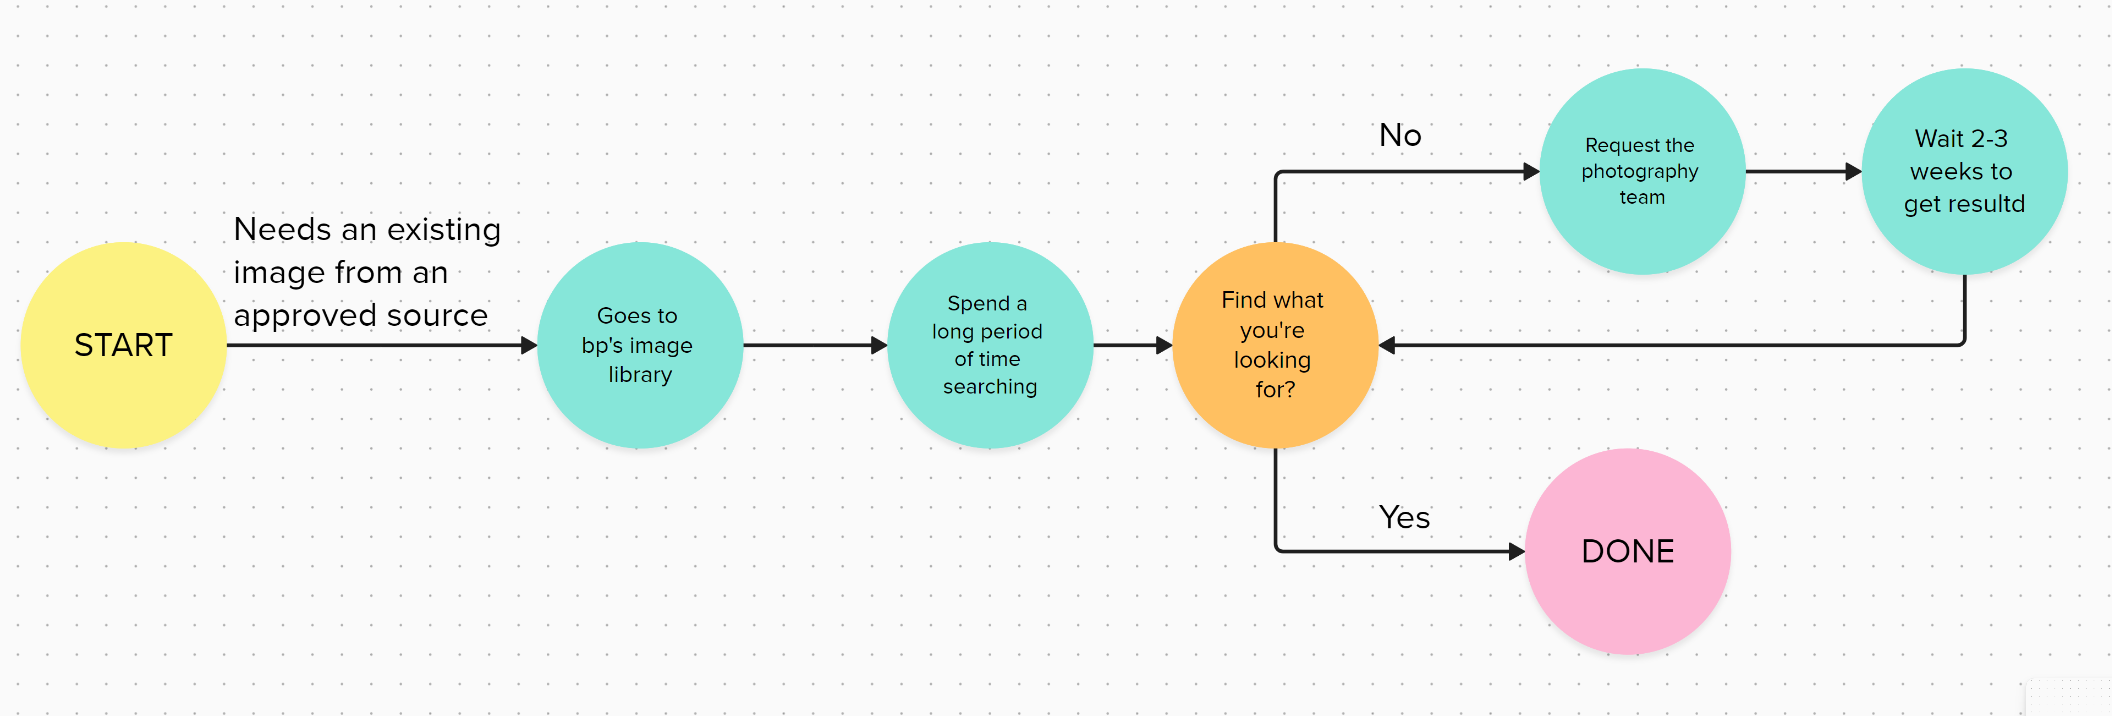 START
Needs an existing
image from an
approved source
Goes to
bp's image
library
Spend a
long period
of time
searching
Find what
you're
looking
for?
No
Request the
photography
team
Wait 2-3
weeks to
get resultd
Yes
DONE